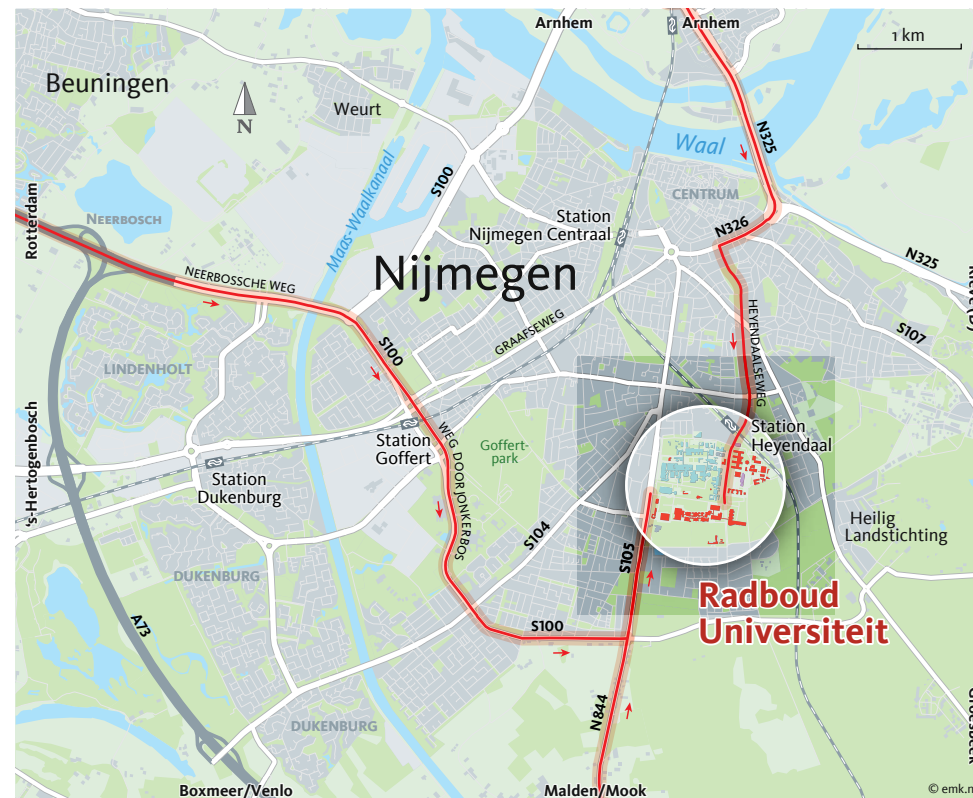 Arnhem
Arnhem
1 km
Beuningen
Weurt
N
Waal
N325
Maas-Waalkanaal
S100
CENTRUM
Rotterdam
NEERBOSCH
Station
Nijmegen Centraal
N326
N325
Nijmegen
NEERBOSSCHE WEG
GRAAFSEWEG
HEYENDAALSEWEG
S107
S100
LINDENHOLT
's-Hertogenbosch
Station
Goffert
WEG DOOR JONKERBOS
Goffert-
park
Station
Heyendaal
Station
Dukenburg
S104
S105
Heilig
Landstichting
DUKENBURG
Radboud
Universiteit
A73
S100
N844
DUKENBURG
Boxmeer/Venlo
Malden/Mook
© emk.n